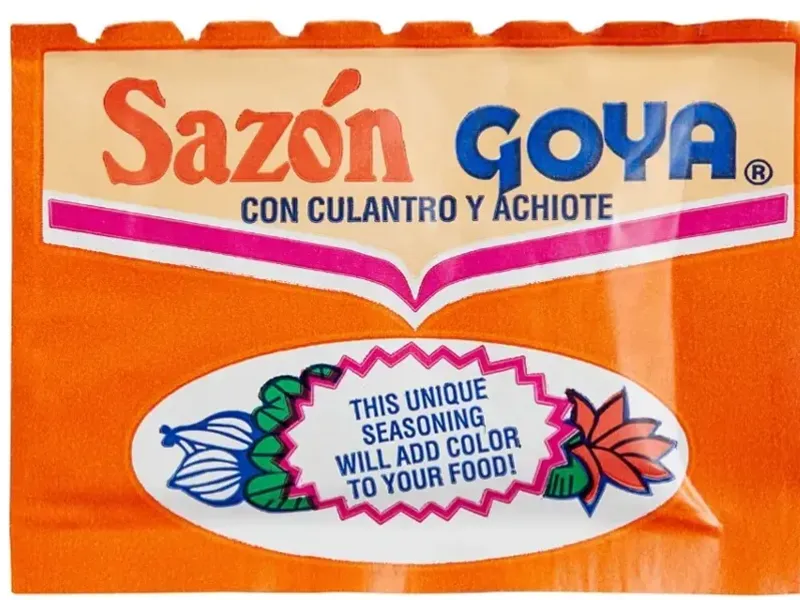 Sazón GOYA®
CON CULANTRO Y ACHIOTE
THIS UNIQUE
SEASONING
WILL ADD COLOR
TO YOUR FOOD!